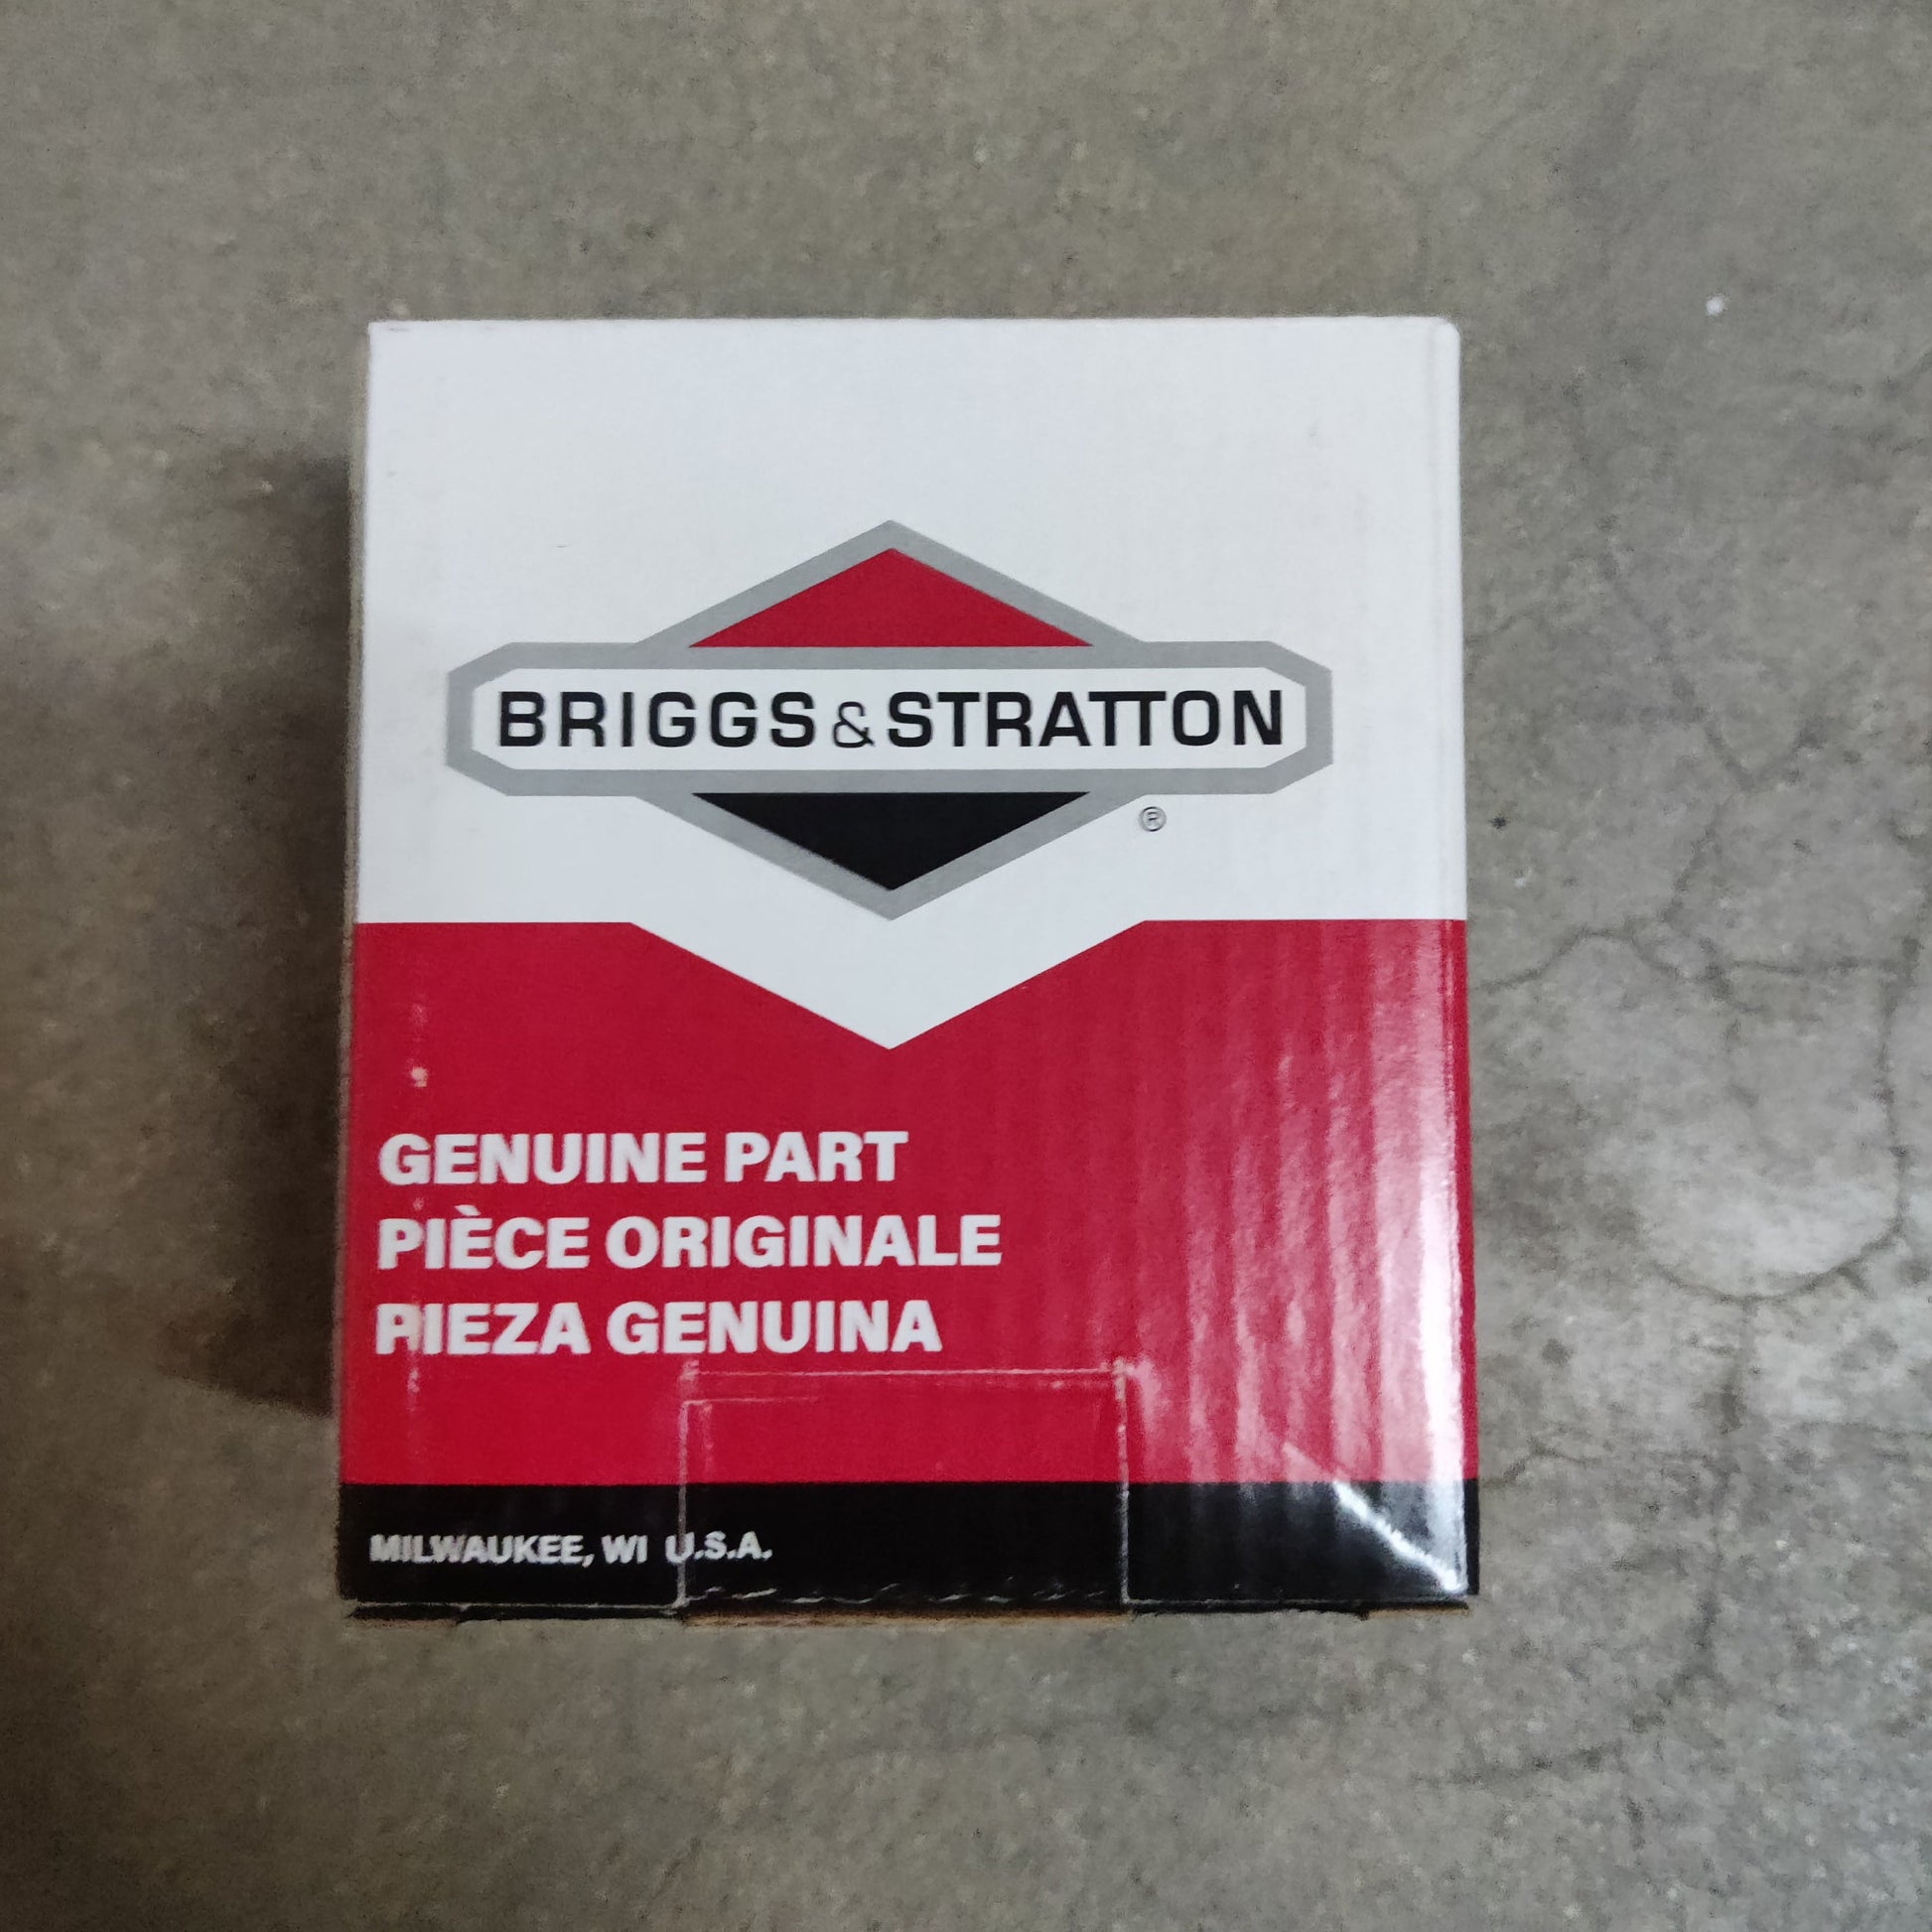 BRIGGS & STRATTON
®
GENUINE PART
PIÈCE ORIGINALE
PIEZA GENUINA
MILWAUKEE, WI U.S.A.